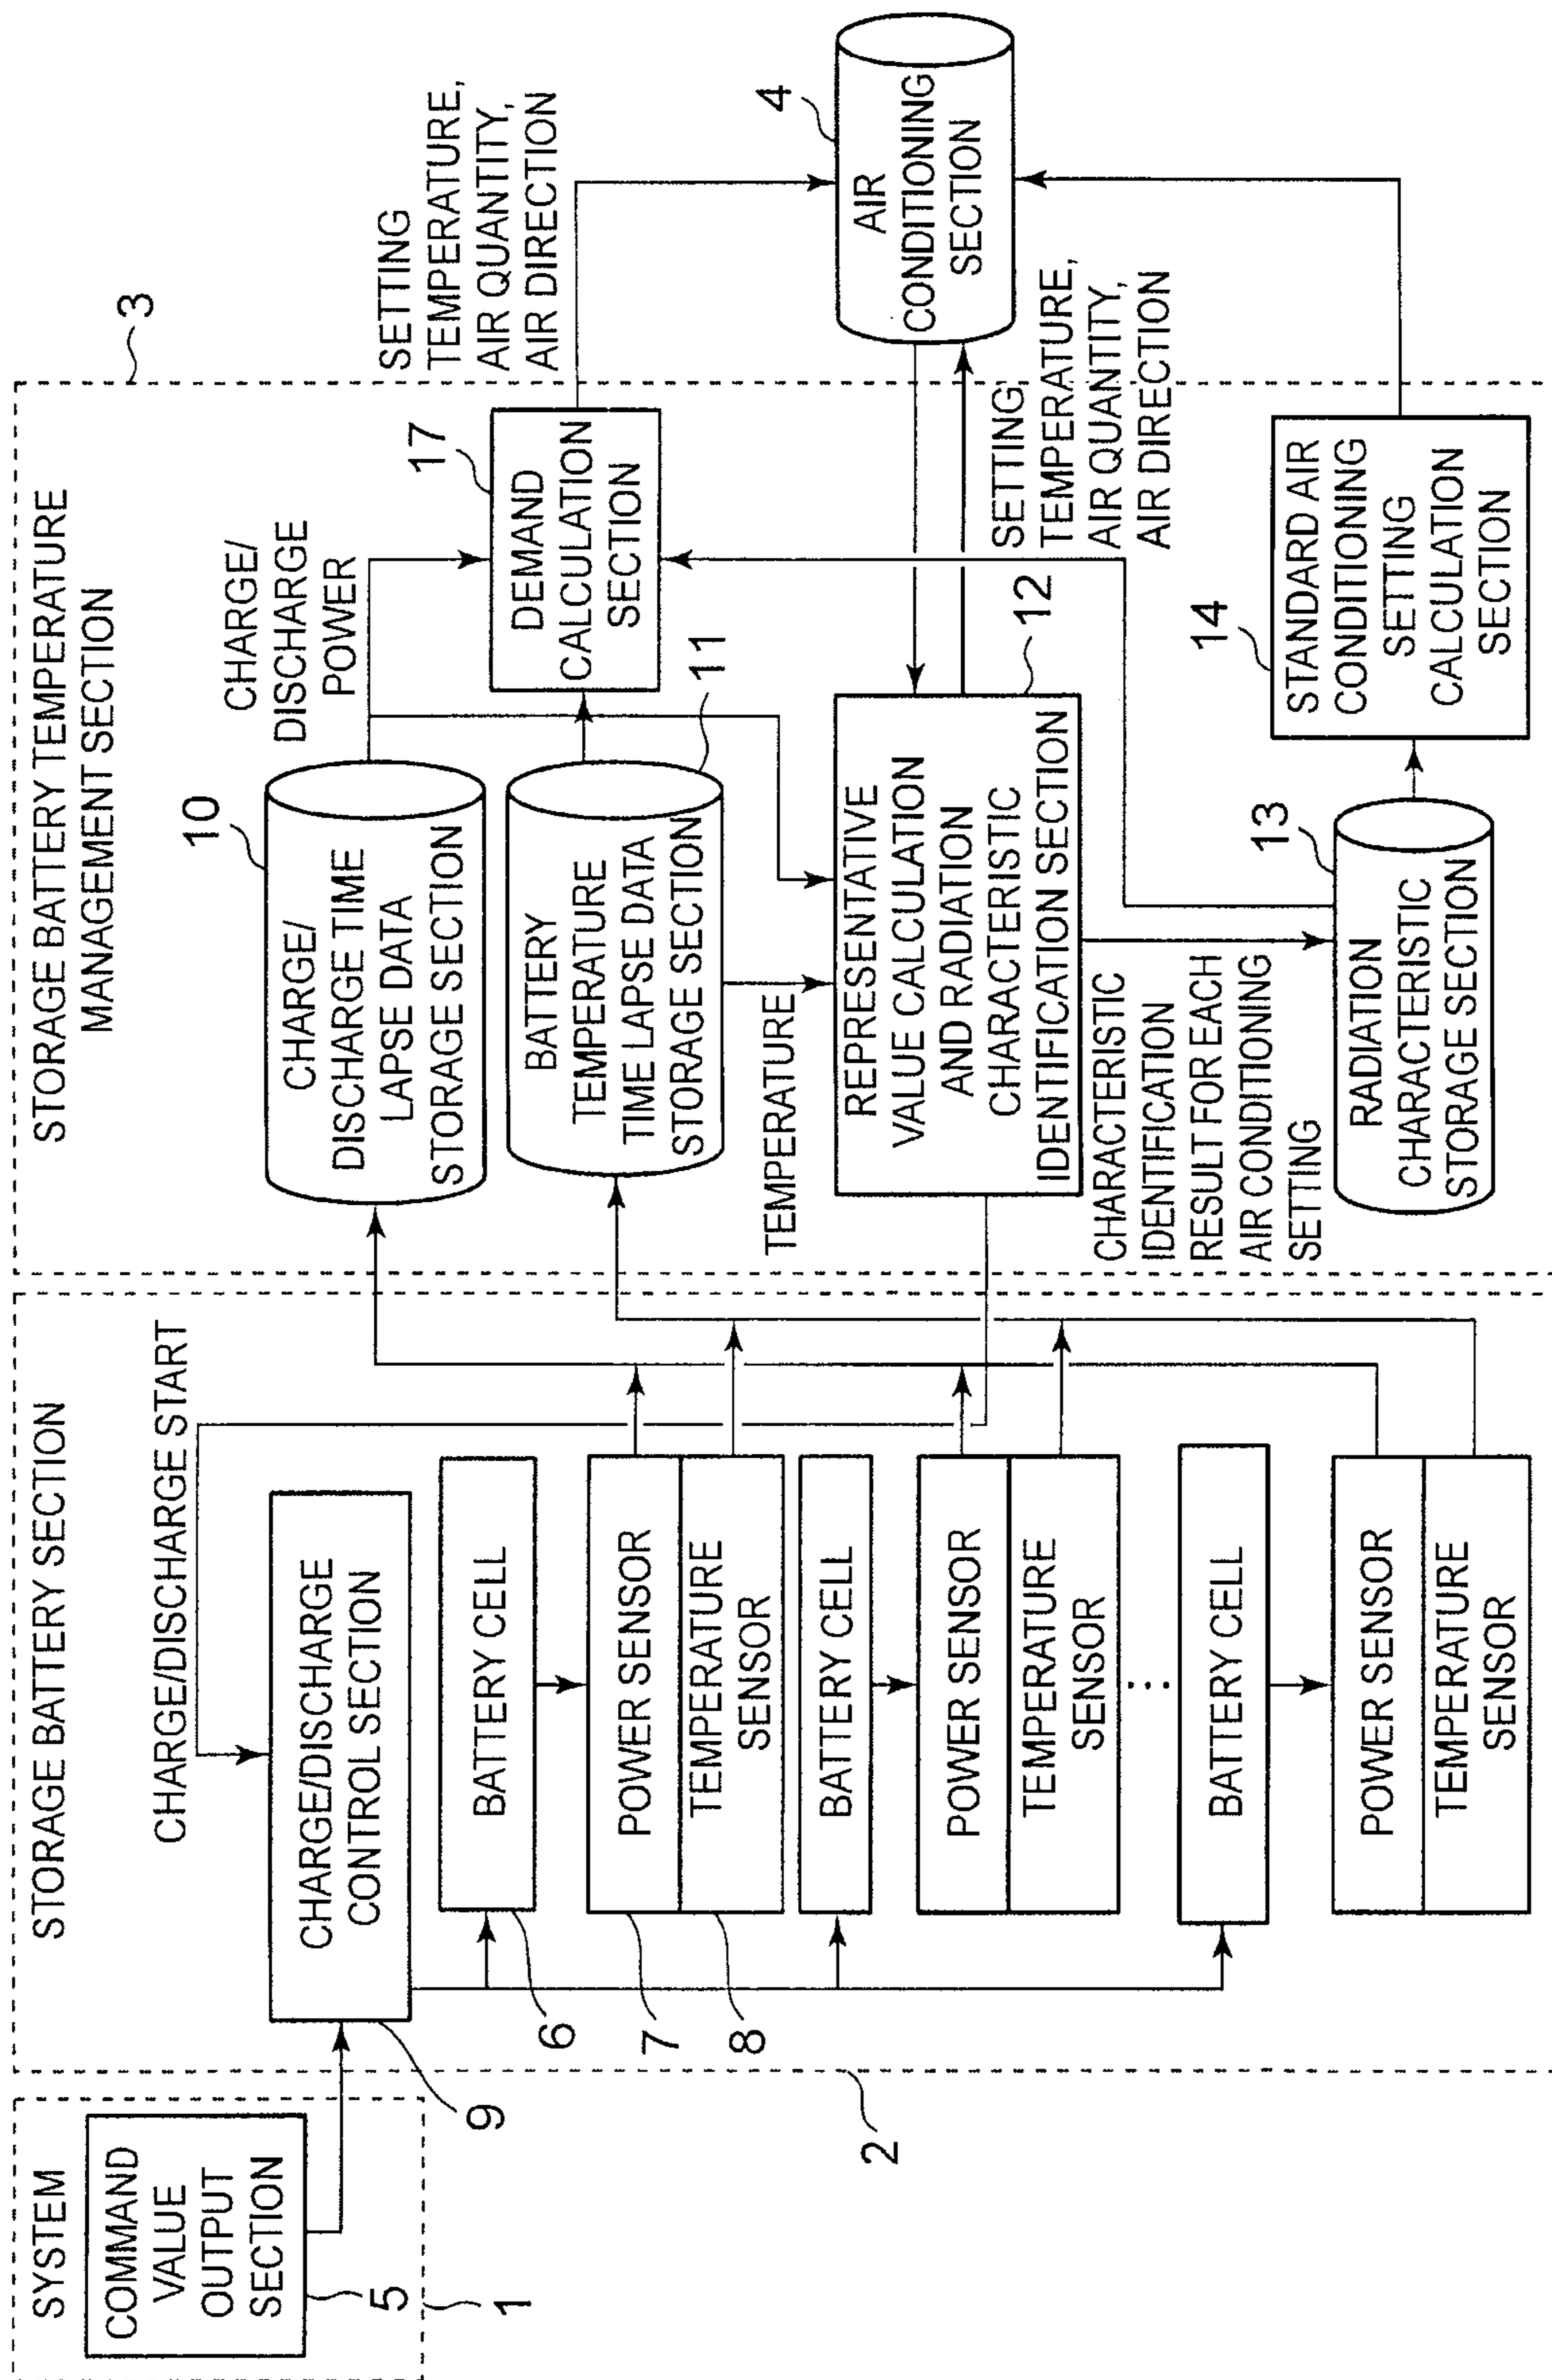 SYSTEM
COMMAND
VALUE
OUTPUT
SECTION
5
1
STORAGE BATTERY SECTION
CHARGE/DISCHARGE START
CHARGE/DISCHARGE
CONTROL SECTION
9
BATTERY CELL
6
POWER SENSOR
7
TEMPERATURE
SENSOR
8
BATTERY CELL
POWER SENSOR
TEMPERATURE
SENSOR
...
BATTERY CELL
POWER SENSOR
TEMPERATURE
SENSOR
2
STORAGE BATTERY TEMPERATURE
MANAGEMENT SECTION
3
10
CHARGE/
DISCHARGE TIME
LAPSE DATA
STORAGE SECTION
CHARGE/
DISCHARGE
POWER
BATTERY
TEMPERATURE
TIME LAPSE DATA
STORAGE SECTION
11
17
DEMAND
CALCULATION
SECTION
TEMPERATURE
REPRESENTATIVE
VALUE CALCULATION
AND RADIATION
CHARACTERISTIC
IDENTIFICATION SECTION
12
CHARACTERISTIC
IDENTIFICATION
RESULT FOR EACH
AIR CONDITIONING
SETTING
13
RADIATION
CHARACTERISTIC
STORAGE SECTION
14
STANDARD AIR
CONDITIONING
SETTING
CALCULATION
SECTION
SETTING
TEMPERATURE,
AIR QUANTITY,
AIR DIRECTION
4
AIR
CONDITIONING
SECTION
SETTING
TEMPERATURE,
AIR QUANTITY,
AIR DIRECTION